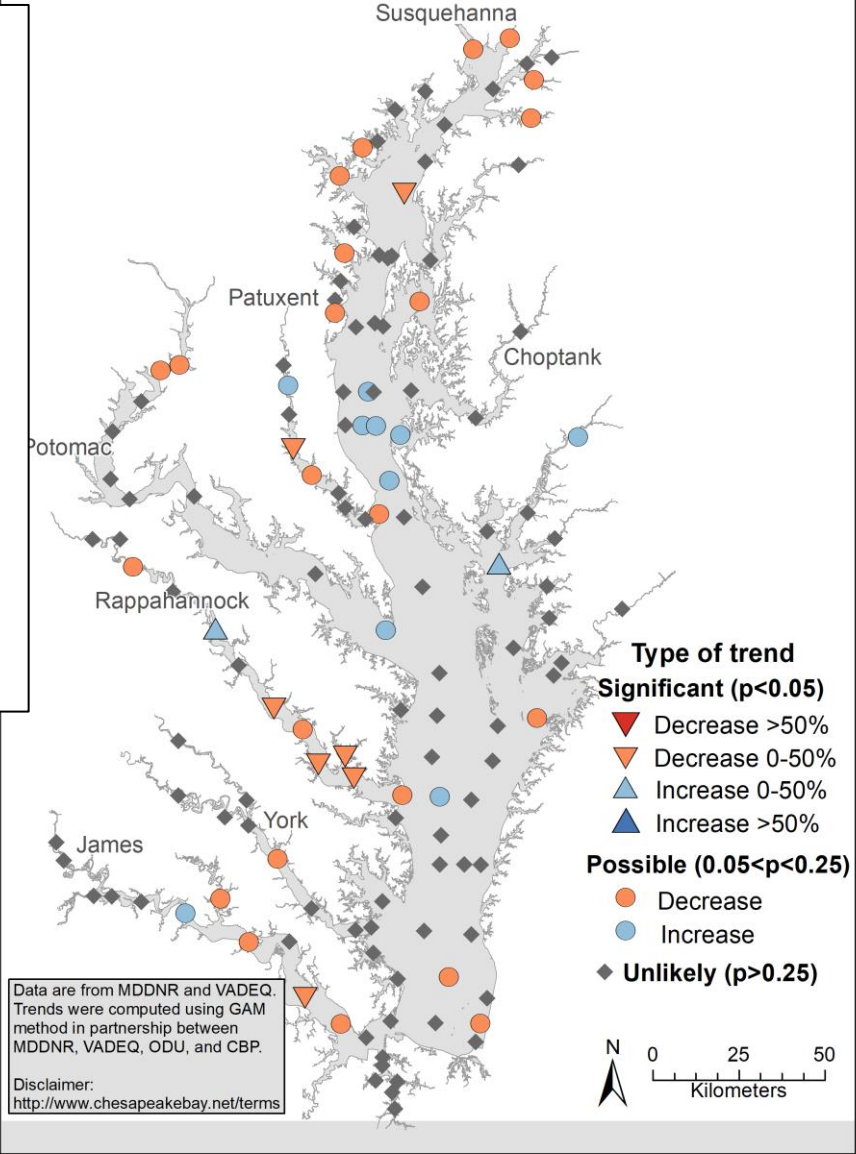 Susquehanna
Patuxent
Choptank
Potomac
Rappahannock
York
James
Type of trend
Significant (p<0.05)
Decrease >50%
Decrease 0-50%
Increase 0-50%
Increase >50%
Possible (0.05<p<0.25)
Decrease
Increase
Unlikely (p>0.25)
Data are from MDDNR and VADEQ.
Trends were computed using GAM
method in partnership between
MDDNR, VADEQ, ODU, and CBP.
Disclaimer:
http://www.chesapeakebay.net/terms
N
0 25 50
Kilometers